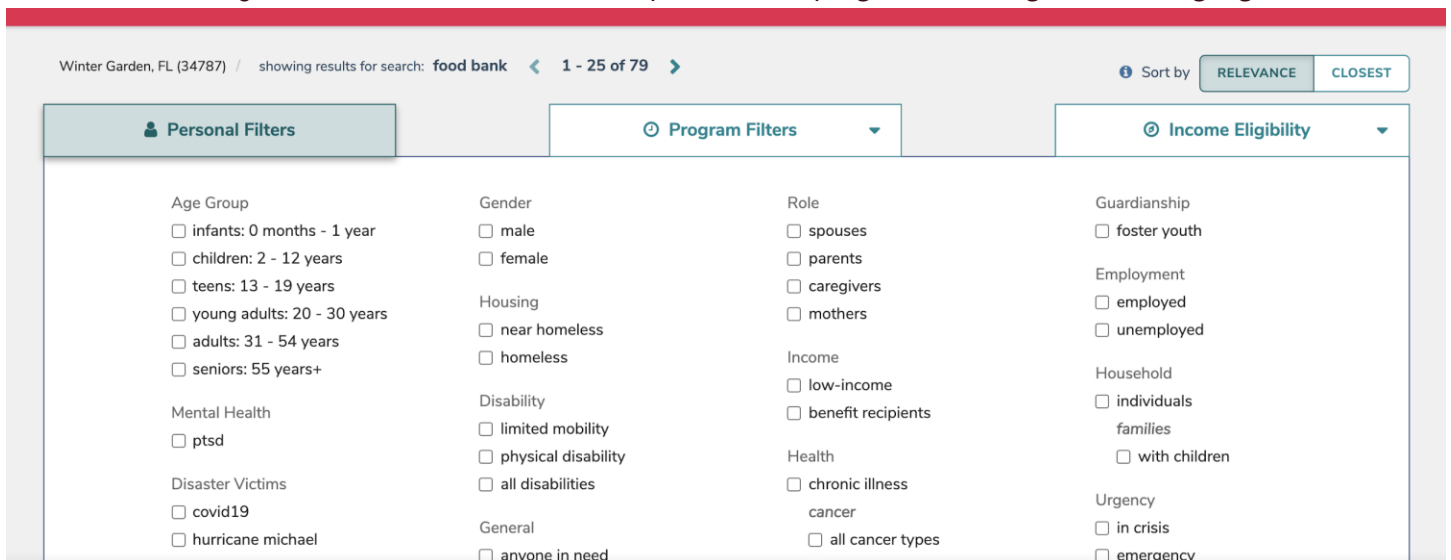 Winter Garden, FL (34787) / showing results for search: food bank 1 - 25 of 79
Sort by RELEVANCE CLOSEST
Personal Filters
Program Filters
Income Eligibility
Age Group
infants: 0 months - 1 year
children: 2 - 12 years
teens: 13 - 19 years
young adults: 20 - 30 years
adults: 31 - 54 years
seniors: 55 years+
Mental Health
ptsd
Disaster Victims
covid19
hurricane michael
Gender
male
female
Housing
near homeless
homeless
Disability
limited mobility
physical disability
all disabilities
General
anyone in need
Role
spouses
parents
caregivers
mothers
Income
low-income
benefit recipients
Health
chronic illness
cancer
all cancer types
Guardianship
foster youth
Employment
employed
unemployed
Household
individuals
families
with children
Urgency
in crisis
emergency